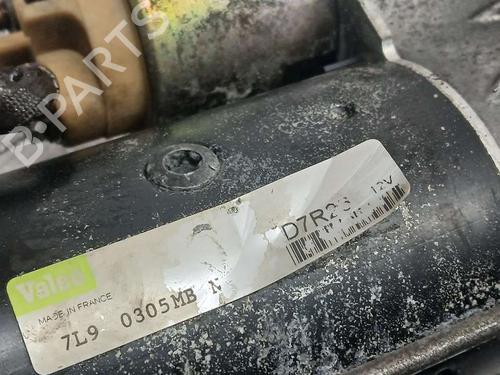 B-PARTS
Valeo
MADE IN FRANCE
7L9 0305MB N
D7R26 12V